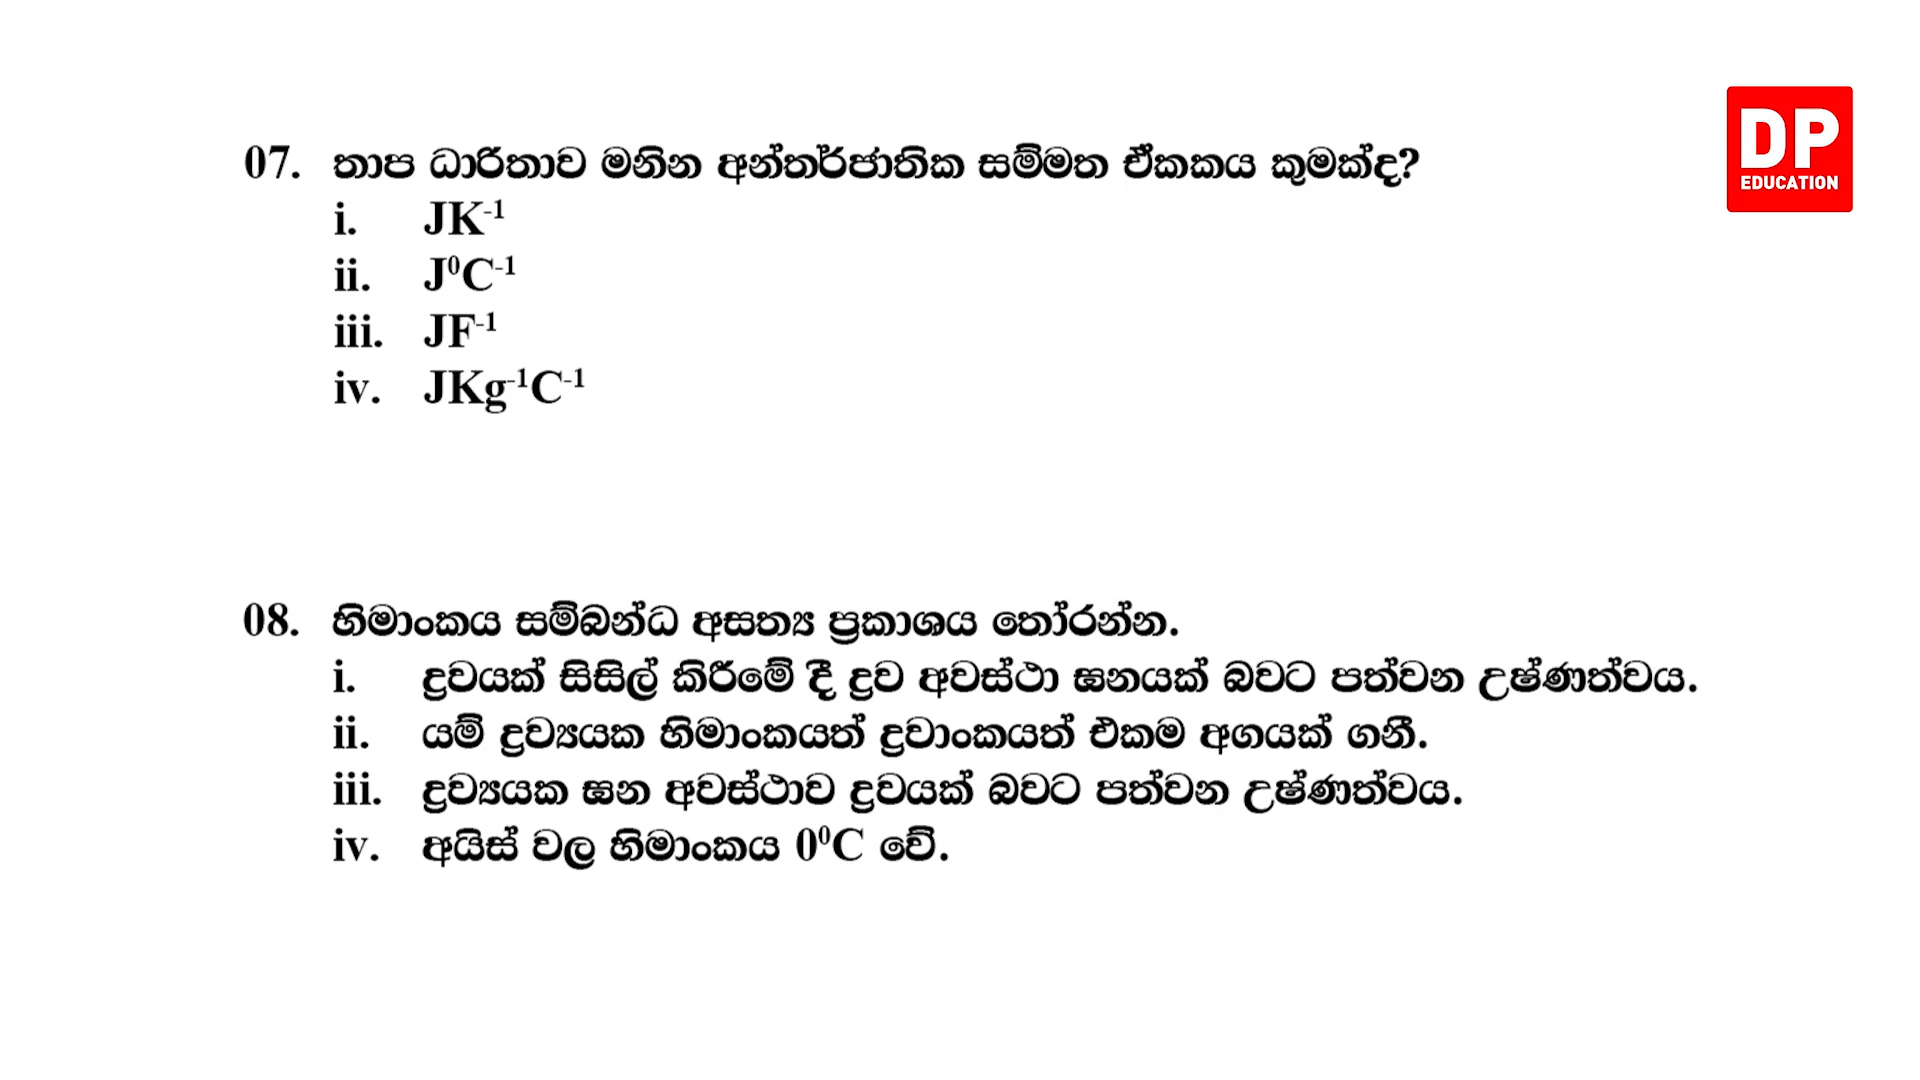 DP
EDUCATION
07. තාප ධාරිතාව මනින අන්තර්ජාතික සම්මත ඒකකය කුමක්ද?
i. JK⁻¹
ii. J⁰C⁻¹
iii. JF⁻¹
iv. JKg⁻¹C⁻¹
08. හිමාංකය සම්බන්ධ අසත්‍ය ප්‍රකාශය තෝරන්න.
i. ද්‍රවයක් සිසිල් කිරීමේ දී ද්‍රව අවස්ථා ඝනයක් බවට පත්වන උෂ්ණත්වය.
ii. යම් ද්‍රව්‍යයක හිමාංකයත් ද්‍රවාංකයත් එකම අගයක් ගනී.
iii. ද්‍රව්‍යයක ඝන අවස්ථාව ද්‍රවයක් බවට පත්වන උෂ්ණත්වය.
iv. අයිස් වල හිමාංකය 0⁰C වේ.